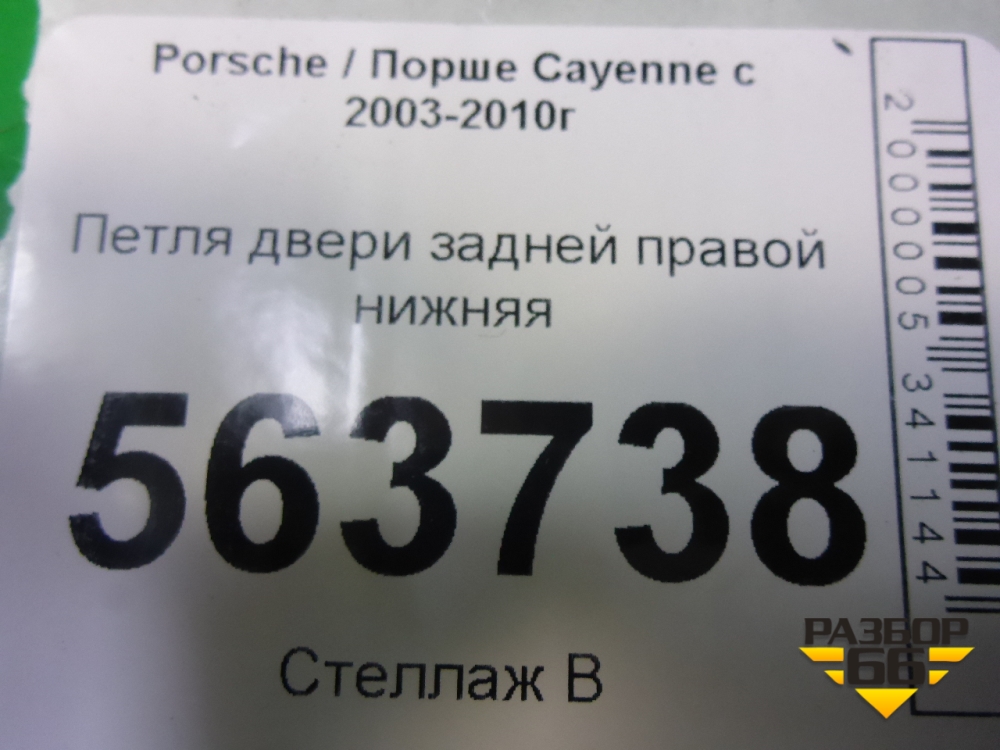 Porsche / Порше Cayenne с
2003-2010г
Петля двери задней правой
нижняя
563738
Стеллаж В
2000005341144
РАЗБОР
66